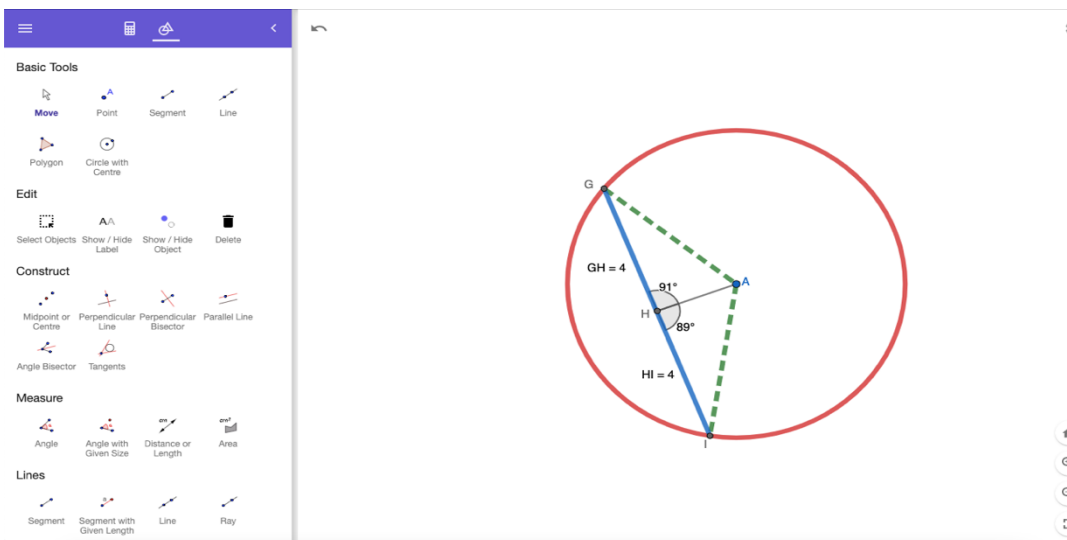 Basic Tools
A
Move Point Segment Line
Polygon Circle with
Centre
Edit
AA
Select Objects Show / Hide Show / Hide Delete
Label Object
Construct
Midpoint or Perpendicular Perpendicular Parallel Line
Centre Line Bisector
Angle Bisector Tangents
Measure
cm cm²
Angle Angle with Distance or Area
Given Size Length
Lines
Segment Segment with Line Ray
Given Length
G
GH = 4
91°
A
H
89°
HI = 4
I